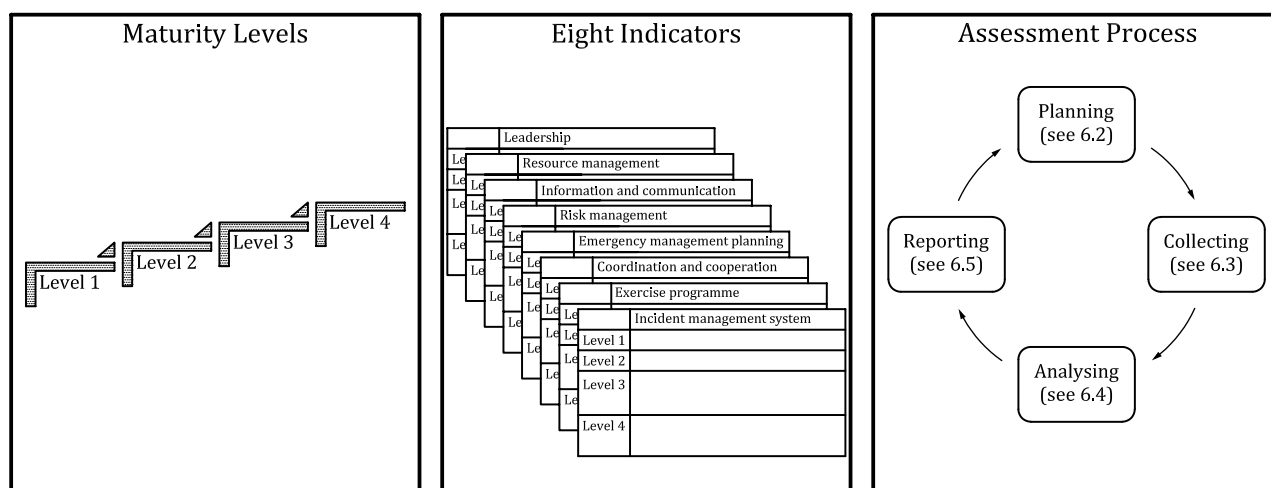 Maturity Levels
Level 1
Level 2
Level 3
Level 4
Eight Indicators
Leadership
Resource management
Information and communication
Risk management
Emergency management planning
Coordination and cooperation
Exercise programme
Incident management system
Level 1
Level 2
Level 3
Level 4
Assessment Process
Planning
(see 6.2)
Collecting
(see 6.3)
Analysing
(see 6.4)
Reporting
(see 6.5)